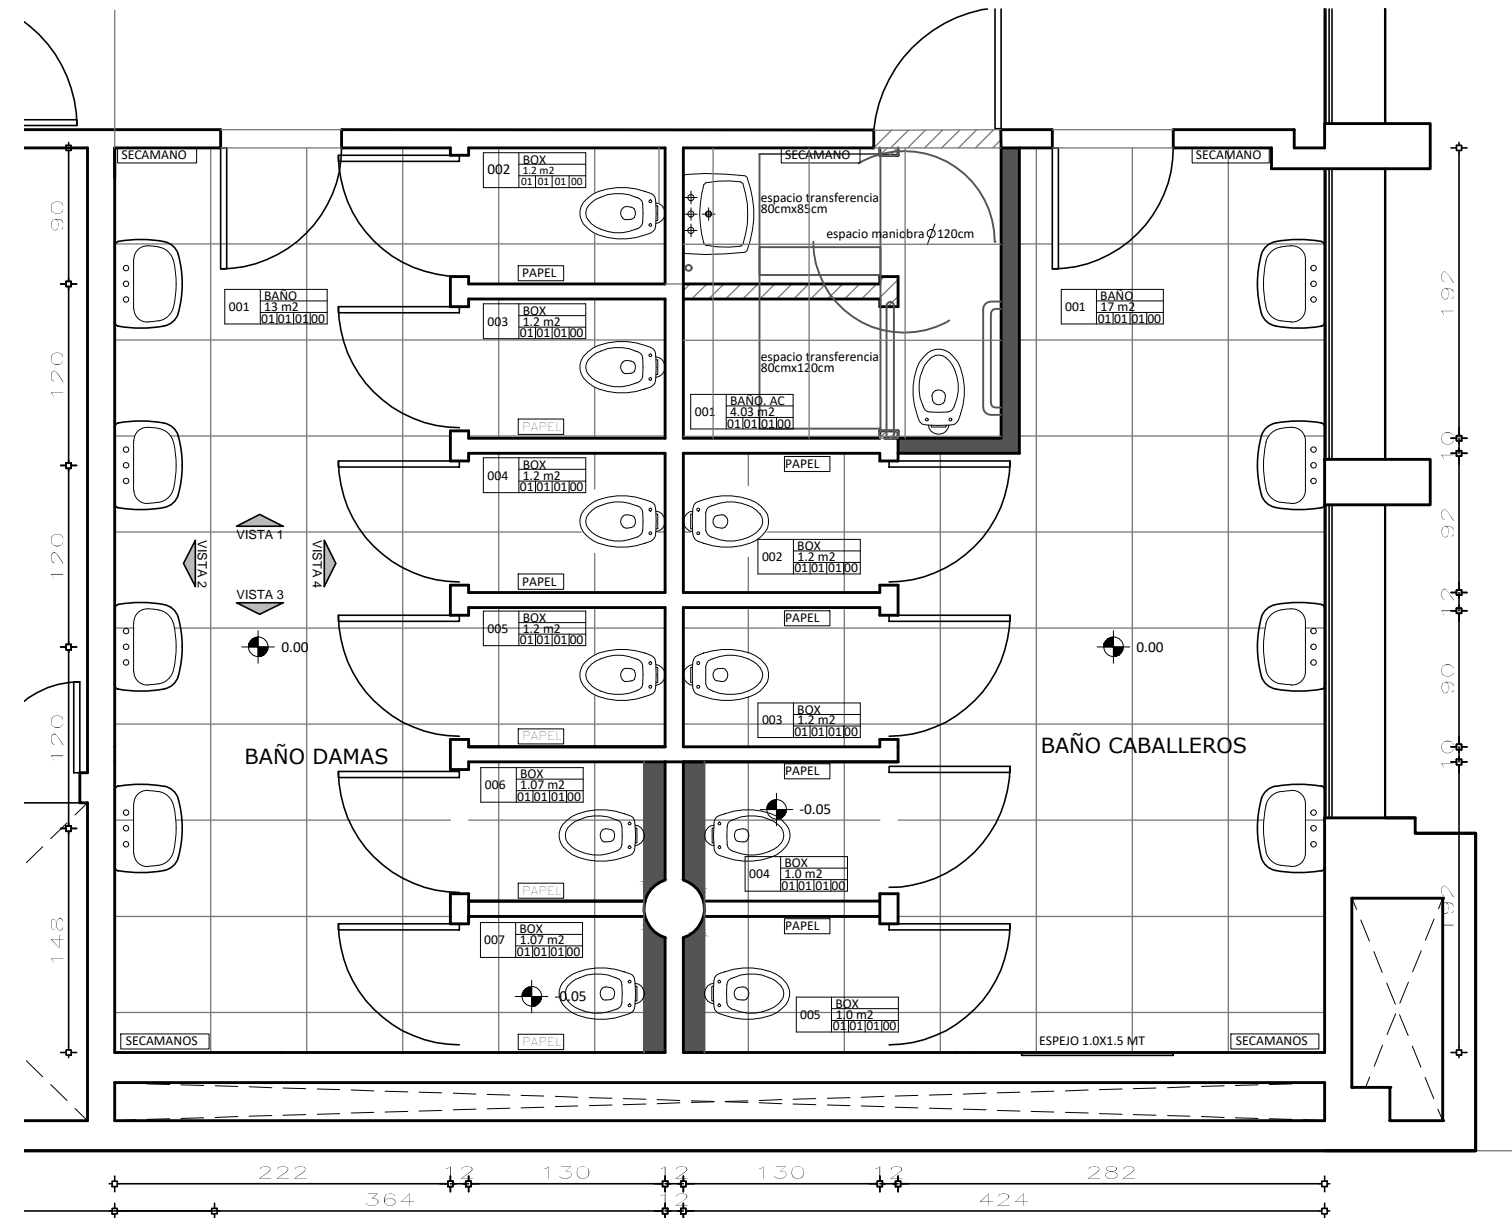 SECAMANO
SECAMANO
SECAMANO
002
BOX
1.2 m2
01 01 01 00
espacio transferencia
80cmx85cm
espacio maniobra Ø120cm
PAPEL
001
BAÑO
13 m2
01 01 01 00
003
BOX
1.2 m2
01 01 01 00
001
BAÑO
17 m2
01 01 01 00
espacio transferencia
80cmx120cm
001
BAÑO. AC
4.03 m2
01 01 01 00
PAPEL
004
BOX
1.2 m2
01 01 01 00
PAPEL
VISTA 1
VISTA 2
VISTA 4
VISTA 3
PAPEL
002
BOX
1.2 m2
01 01 01 00
005
BOX
1.2 m2
01 01 01 00
PAPEL
0.00
0.00
003
BOX
1.2 m2
01 01 01 00
PAPEL
BAÑO DAMAS
BAÑO CABALLEROS
006
BOX
1.07 m2
01 01 01 00
PAPEL
-0.05
004
BOX
1.0 m2
01 01 01 00
PAPEL
007
BOX
1.07 m2
01 01 01 00
PAPEL
-0.05
005
BOX
1.0 m2
01 01 01 00
SECAMANOS
PAPEL
ESPEJO 1.0X1.5 MT
SECAMANOS
90
120
120
120
148
192
10
92
12
90
10
192
222
12
130
12
130
12
282
364
12
424